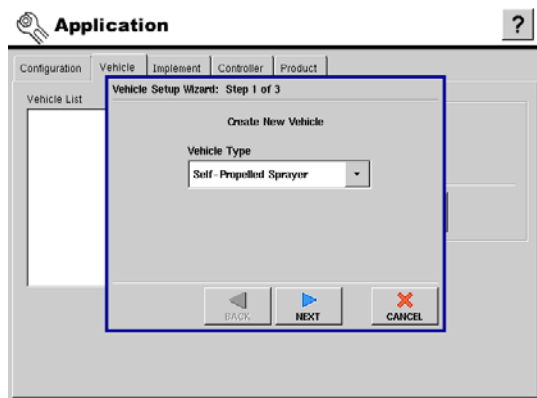 Application
?
Configuration Vehicle Implement Controller Product
Vehicle List
Vehicle Setup Wizard: Step 1 of 3
Create New Vehicle
Vehicle Type
Self-Propelled Sprayer
BACK NEXT CANCEL